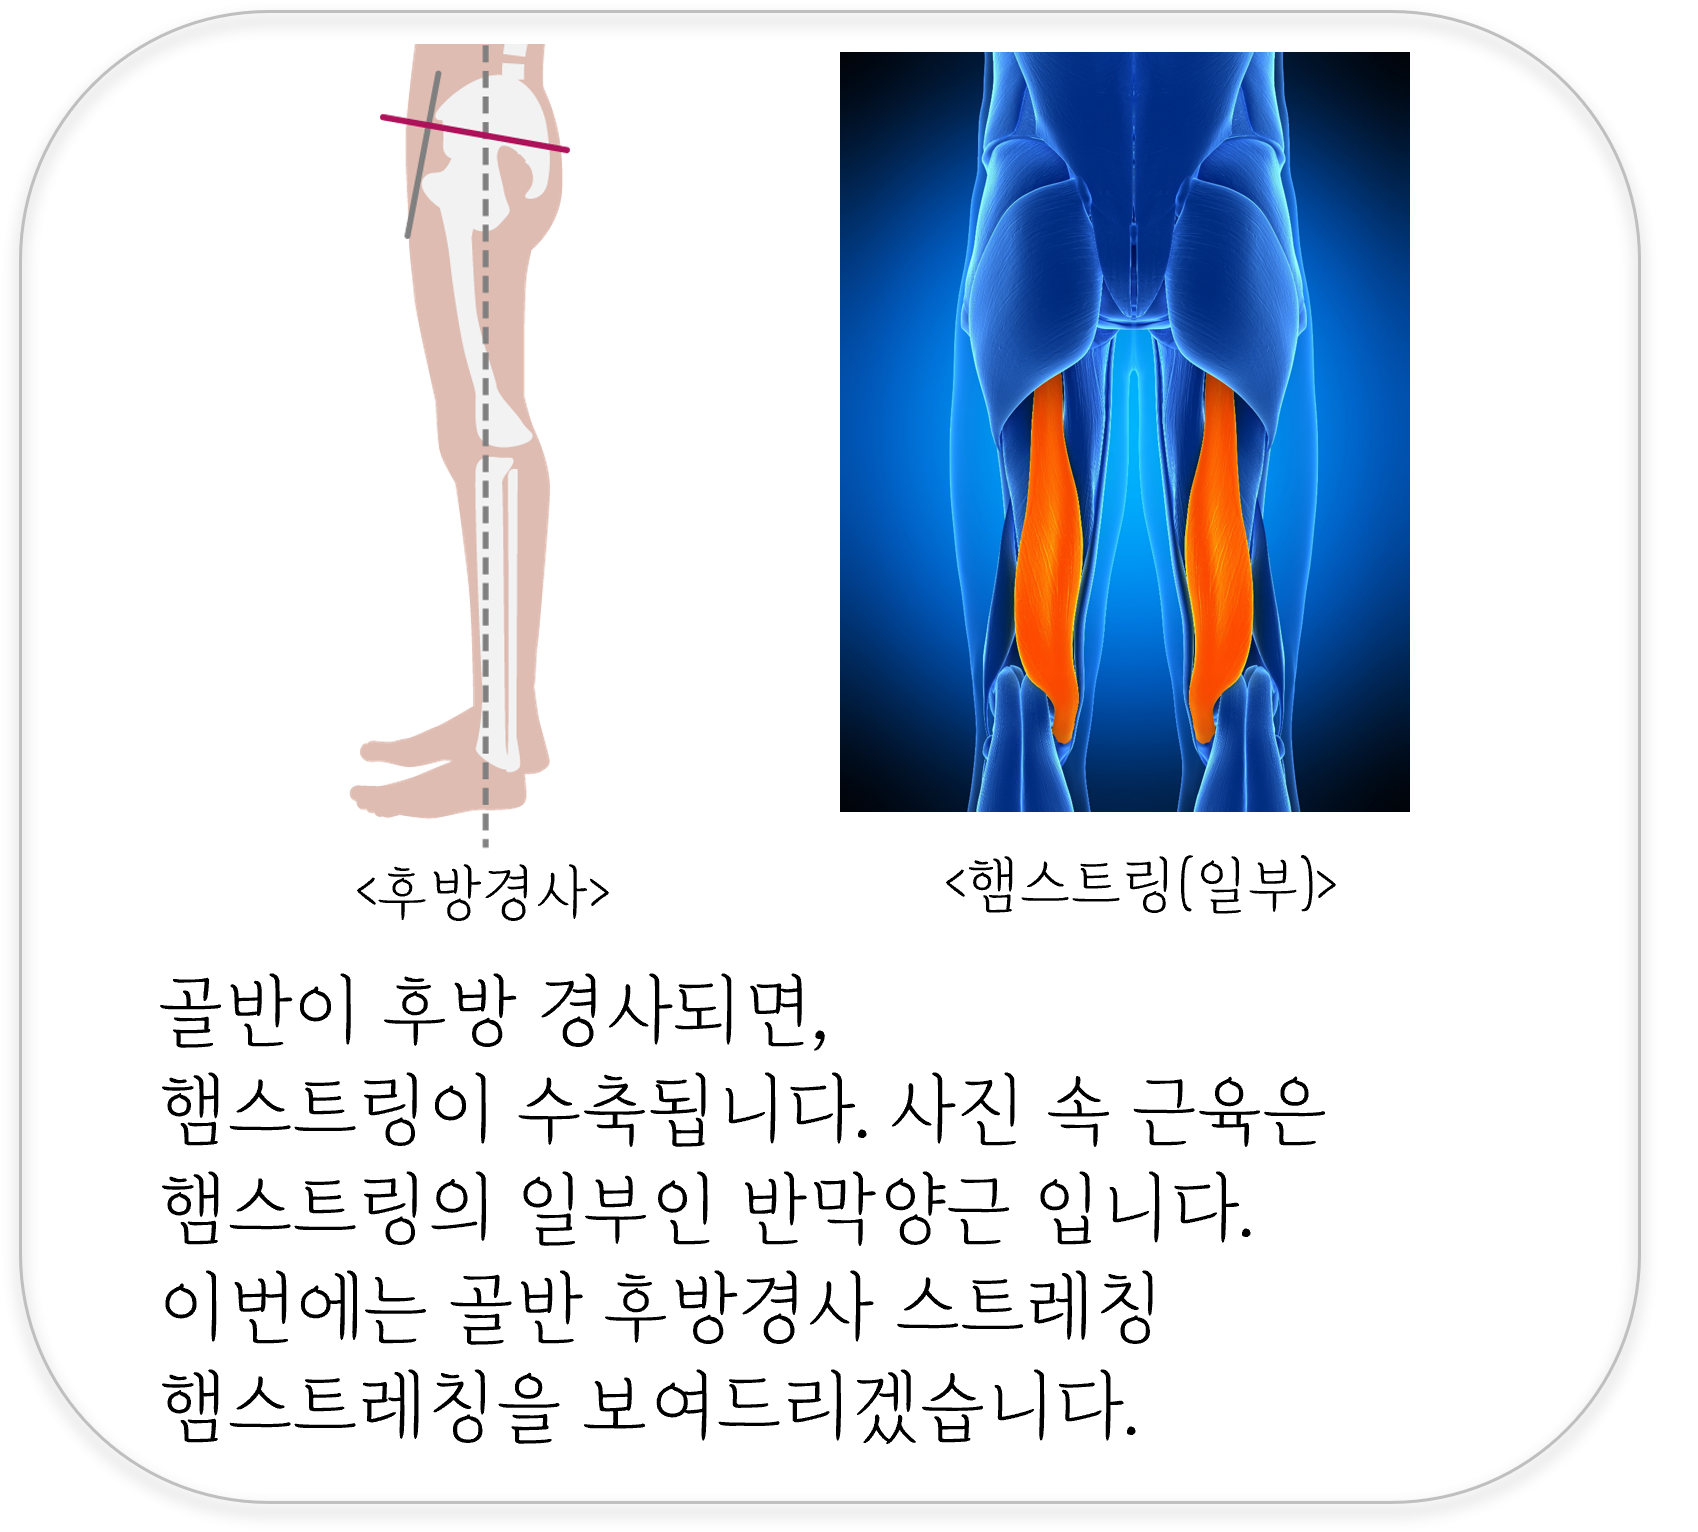 <후방경사>
<햄스트링(일부)>
골반이 후방 경사되면,
햄스트링이 수축됩니다. 사진 속 근육은
햄스트링의 일부인 반막양근 입니다.
이번에는 골반 후방경사 스트레칭
햄스트레칭을 보여드리겠습니다.